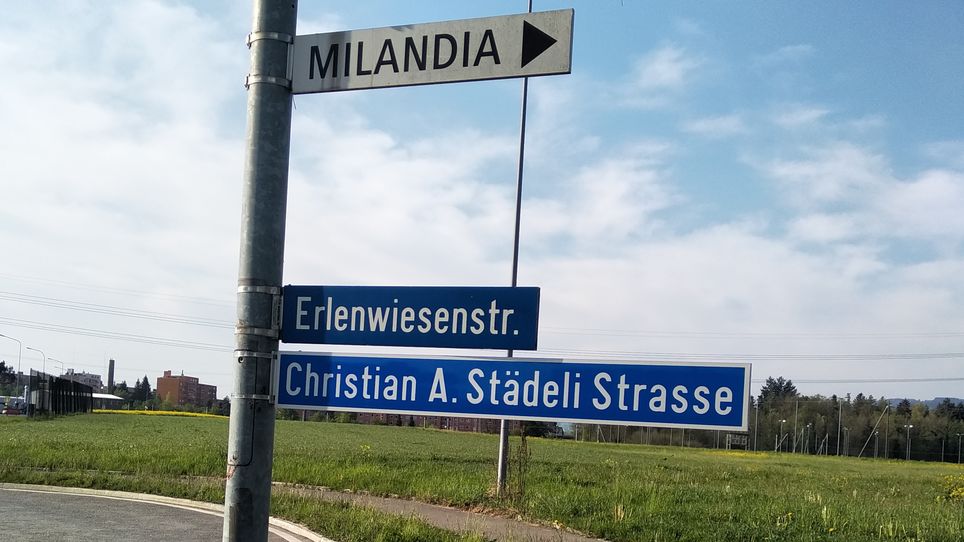 MILANDIA
Erlenwiesenstr.
Christian A. Städeli Strasse